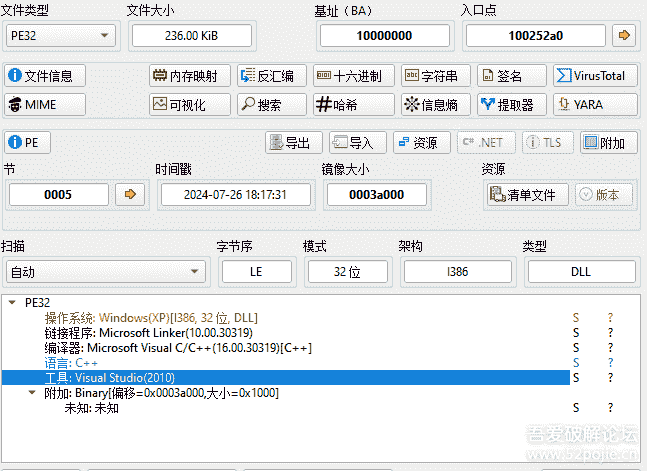 文件类型 文件大小 基址（BA） 入口点
PE32 236.00 KiB 10000000 100252a0
文件信息 内存映射 反汇编 十六进制 字符串 签名 VirusTotal
MIME 可视化 搜索 哈希 信息熵 提取器 YARA
PE 导出 导入 资源 .NET TLS 附加
节 时间戳 镜像大小 资源
0005 2024-07-26 18:17:31 0003a000 清单文件 版本
扫描 字节序 模式 架构 类型
自动 LE 32 位 I386 DLL
PE32
操作系统: Windows(XP)[I386, 32 位, DLL] S ?
链接程序: Microsoft Linker(10.00.30319) S ?
编译器: Microsoft Visual C/C++(16.00.30319)[C++] S ?
语言: C++ S ?
工具: Visual Studio(2010) S ?
附加: Binary[偏移=0x0003a000,大小=0x1000]
未知: 未知 S ?
吾爱破解论坛
www.52pojie.cn